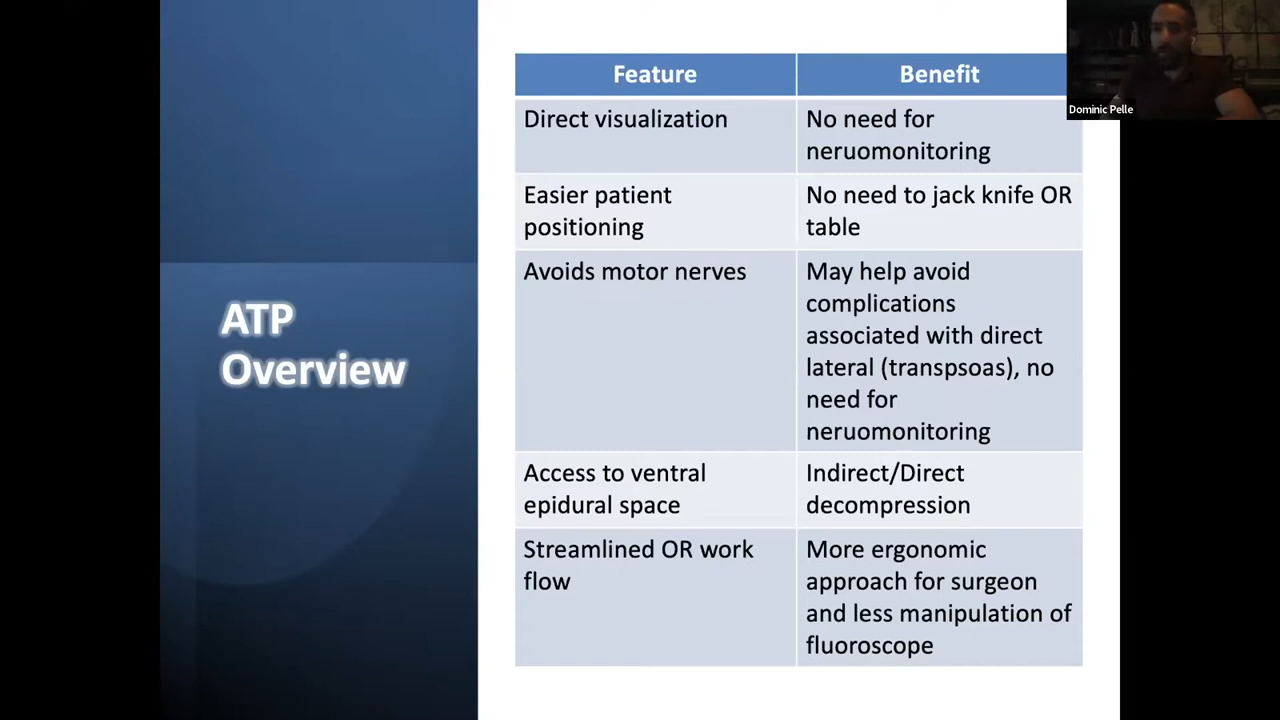 ATP
Overview
Feature
Benefit
Direct visualization
No need for
neruomonitoring
Easier patient
positioning
No need to jack knife OR
table
Avoids motor nerves
May help avoid
complications
associated with direct
lateral (transpsoas), no
need for
neruomonitoring
Access to ventral
epidural space
Indirect/Direct
decompression
Streamlined OR work
flow
More ergonomic
approach for surgeon
and less manipulation of
fluoroscope
Dominic Pelle